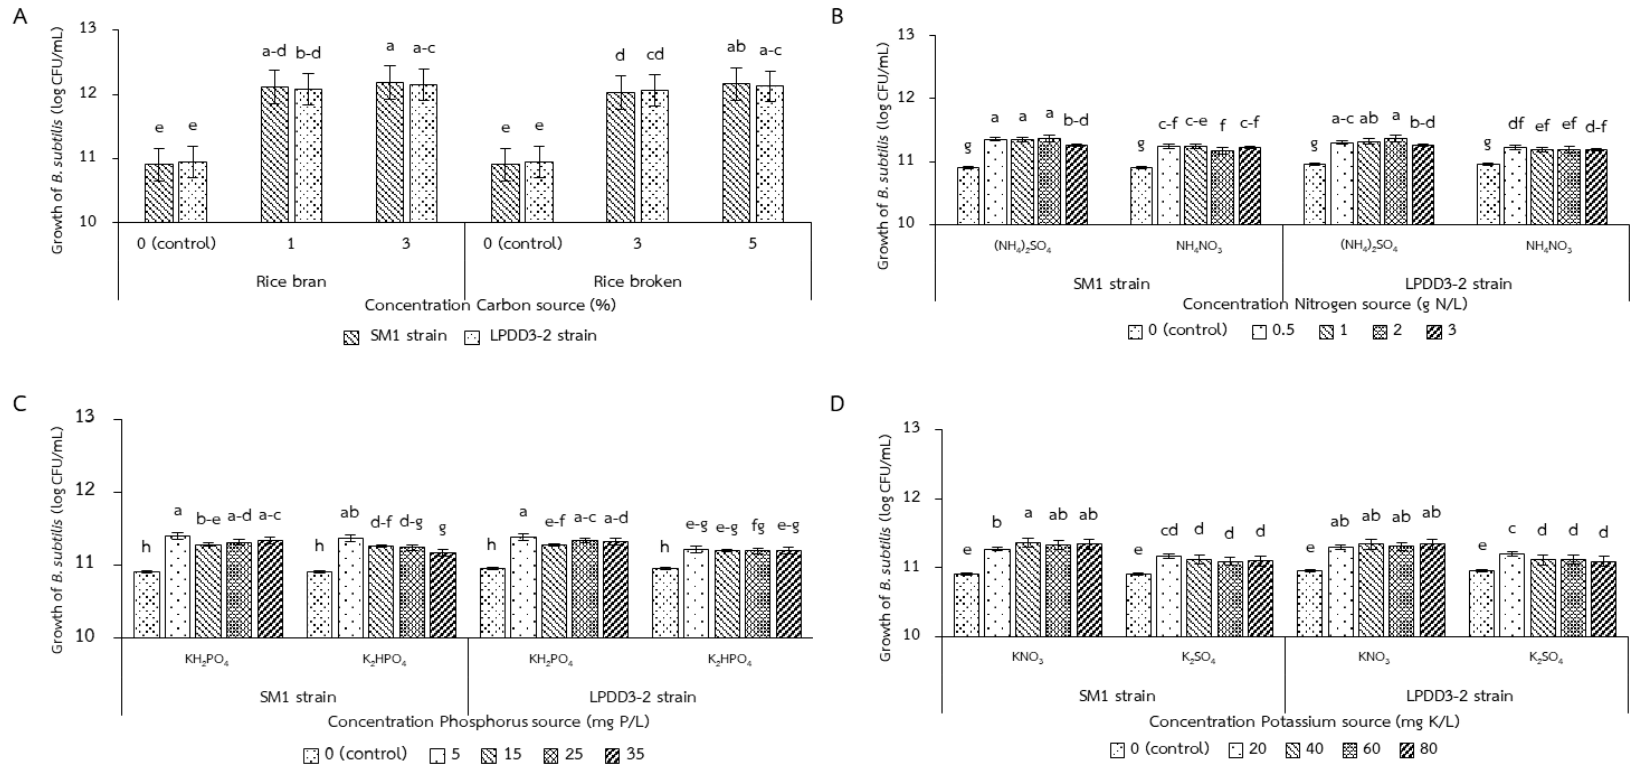 A
Growth of B. subtilis (log CFU/mL)
13
12
11
10
e e a-d b-d a a-c e e d cd ab a-c
0 (control) 1 3 0 (control) 3 5
Rice bran Rice broken
Concentration Carbon source (%)
SM1 strain LPDD3-2 strain
B
Growth of B. subtilis (log CFU/mL)
13
12
11
10
g a a a b-d g c-f c-e f c-f g a-c ab a b-d g df ef ef d-f
(NH₄)₂SO₄ NH₄NO₃ (NH₄)₂SO₄ NH₄NO₃
SM1 strain LPDD3-2 strain
Concentration Nitrogen source (g N/L)
0 (control) 0.5 1 2 3
C
Growth of B. subtilis (log CFU/mL)
13
12
11
10
h a b-e a-d a-c h ab d-f d-g g h a e-f a-c a-d h e-g e-g fg e-g
KH₂PO₄ K₂HPO₄ KH₂PO₄ K₂HPO₄
SM1 strain LPDD3-2 strain
Concentration Phosphorus source (mg P/L)
0 (control) 5 15 25 35
D
Growth of B. subtilis (log CFU/mL)
13
12
11
10
e b a ab ab e cd d d d e ab ab ab ab e c d d d
KNO₃ K₂SO₄ KNO₃ K₂SO₄
SM1 strain LPDD3-2 strain
Concentration Potassium source (mg K/L)
0 (control) 20 40 60 80